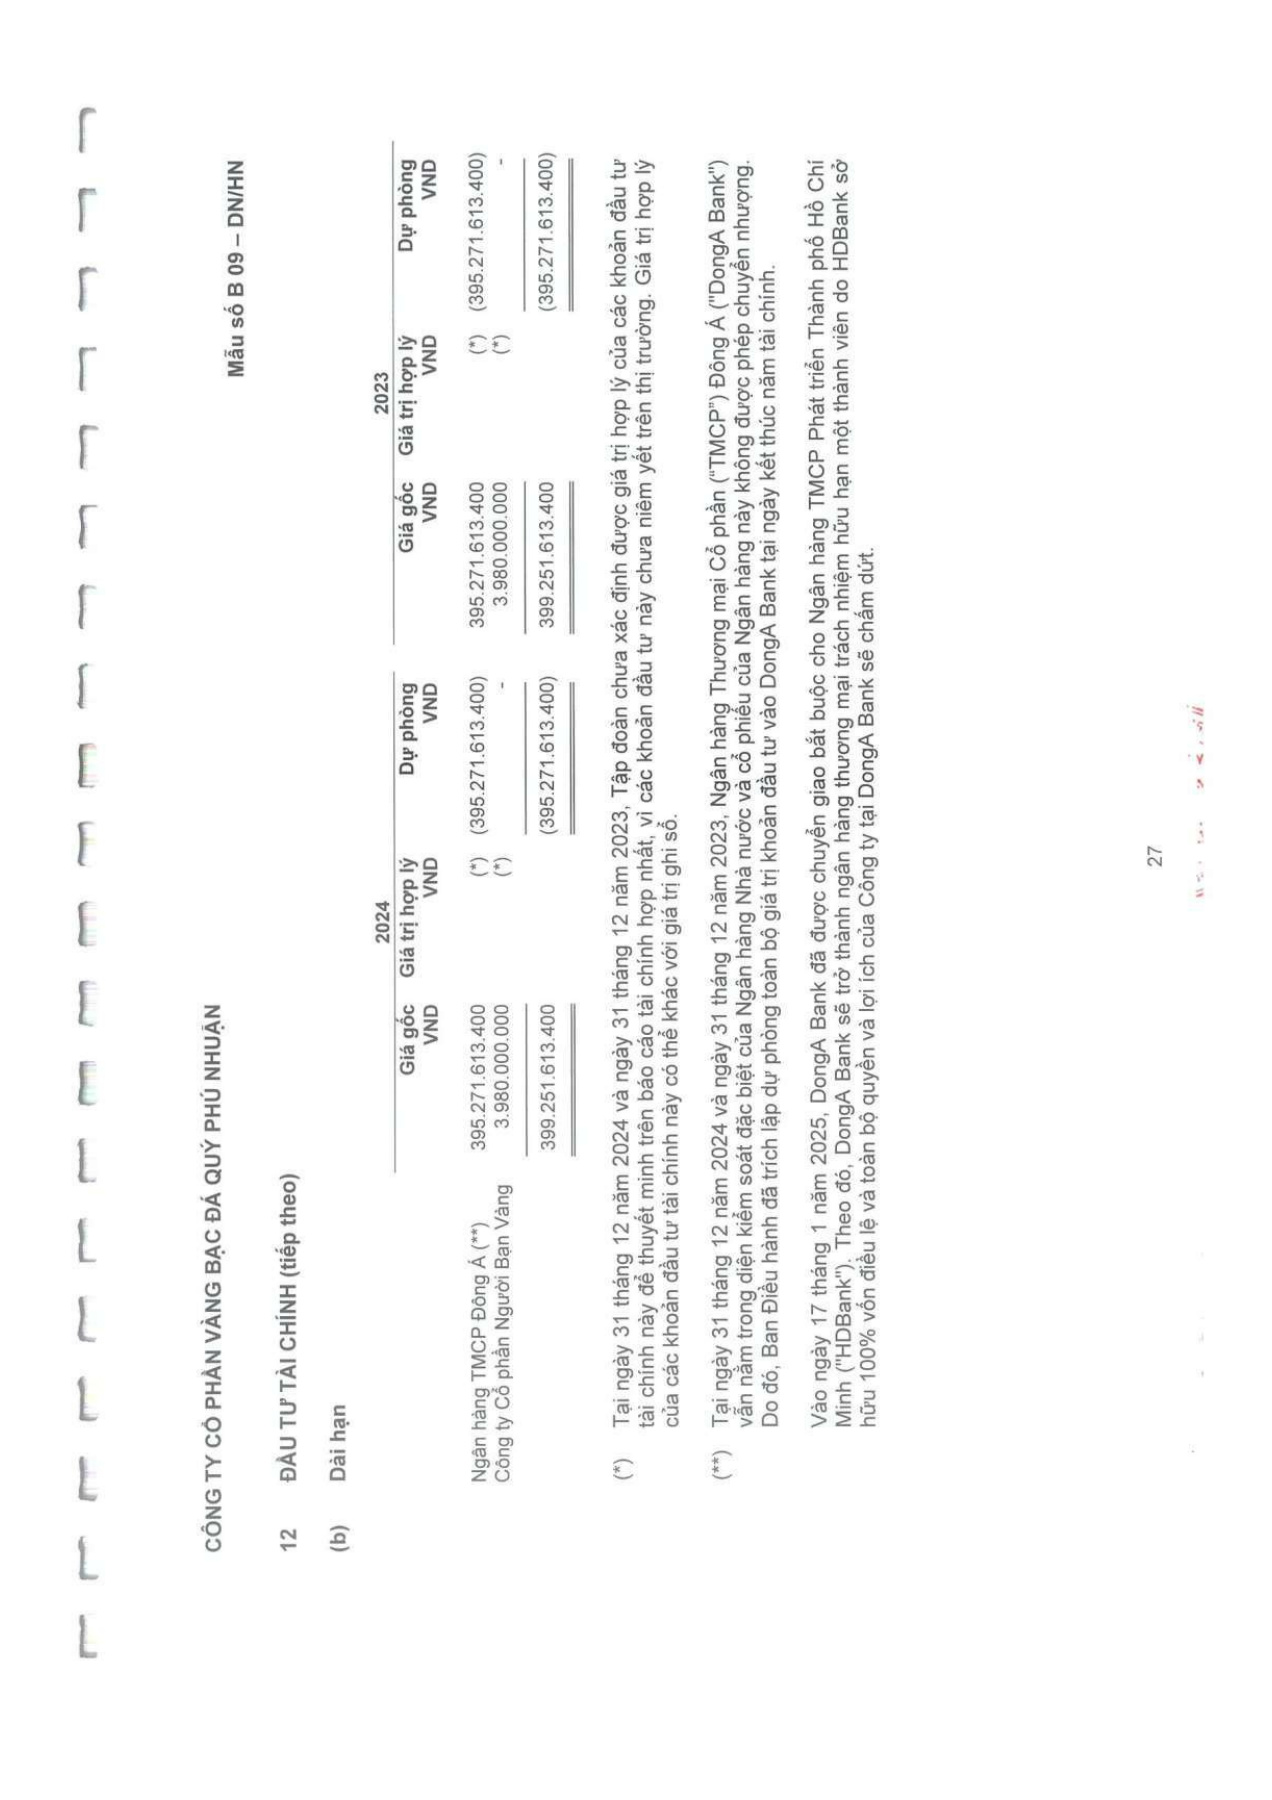 CÔNG TY CỔ PHẦN VÀNG BẠC ĐÁ QUÝ PHÚ NHUẬN
Mẫu số B 09 – DN/HN
12 ĐẦU TƯ TÀI CHÍNH (tiếp theo)
(b) Dài hạn
2024 2023
Giá gốc Giá trị hợp lý Dự phòng Giá gốc Giá trị hợp lý Dự phòng
VND VND VND VND VND VND
Ngân hàng TMCP Đông Á (**) 395.271.613.400 (*) (395.271.613.400) 395.271.613.400 (*) (395.271.613.400)
Công ty Cổ phần Người Bạn Vàng 3.980.000.000 (*) - 3.980.000.000 (*) -
399.251.613.400 (395.271.613.400) 399.251.613.400 (395.271.613.400)
(*) Tại ngày 31 tháng 12 năm 2024 và ngày 31 tháng 12 năm 2023, Tập đoàn chưa xác định được giá trị hợp lý của các khoản đầu tư
tài chính này để thuyết minh trên báo cáo tài chính hợp nhất, vì các khoản đầu tư này chưa niêm yết trên thị trường. Giá trị hợp lý
của các khoản đầu tư tài chính này có thể khác với giá trị ghi sổ.
(**) Tại ngày 31 tháng 12 năm 2024 và ngày 31 tháng 12 năm 2023, Ngân hàng Thương mại Cổ phần (“TMCP”) Đông Á ("DongA Bank")
vẫn nằm trong diện kiểm soát đặc biệt của Ngân hàng Nhà nước và cổ phiếu của Ngân hàng này không được phép chuyển nhượng.
Do đó, Ban Điều hành đã trích lập dự phòng toàn bộ giá trị khoản đầu tư vào DongA Bank tại ngày kết thúc năm tài chính.
Vào ngày 17 tháng 1 năm 2025, DongA Bank đã được chuyển giao bắt buộc cho Ngân hàng TMCP Phát triển Thành phố Hồ Chí
Minh ("HDBank"). Theo đó, DongA Bank sẽ trở thành ngân hàng thương mại trách nhiệm hữu hạn một thành viên do HDBank sở
hữu 100% vốn điều lệ và toàn bộ quyền và lợi ích của Công ty tại DongA Bank sẽ chấm dứt.
27